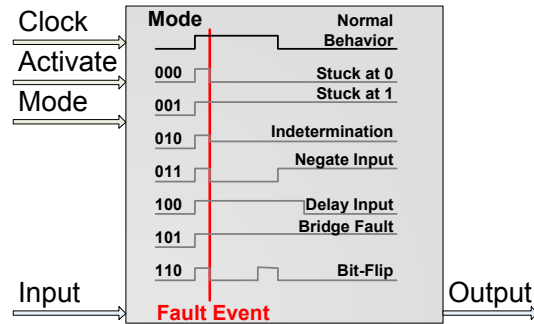 Clock
Activate
Mode
Input
Mode
Normal
Behavior
000 Stuck at 0
001 Stuck at 1
010 Indetermination
011 Negate Input
100 Delay Input
101 Bridge Fault
110 Bit-Flip
Fault Event
Output